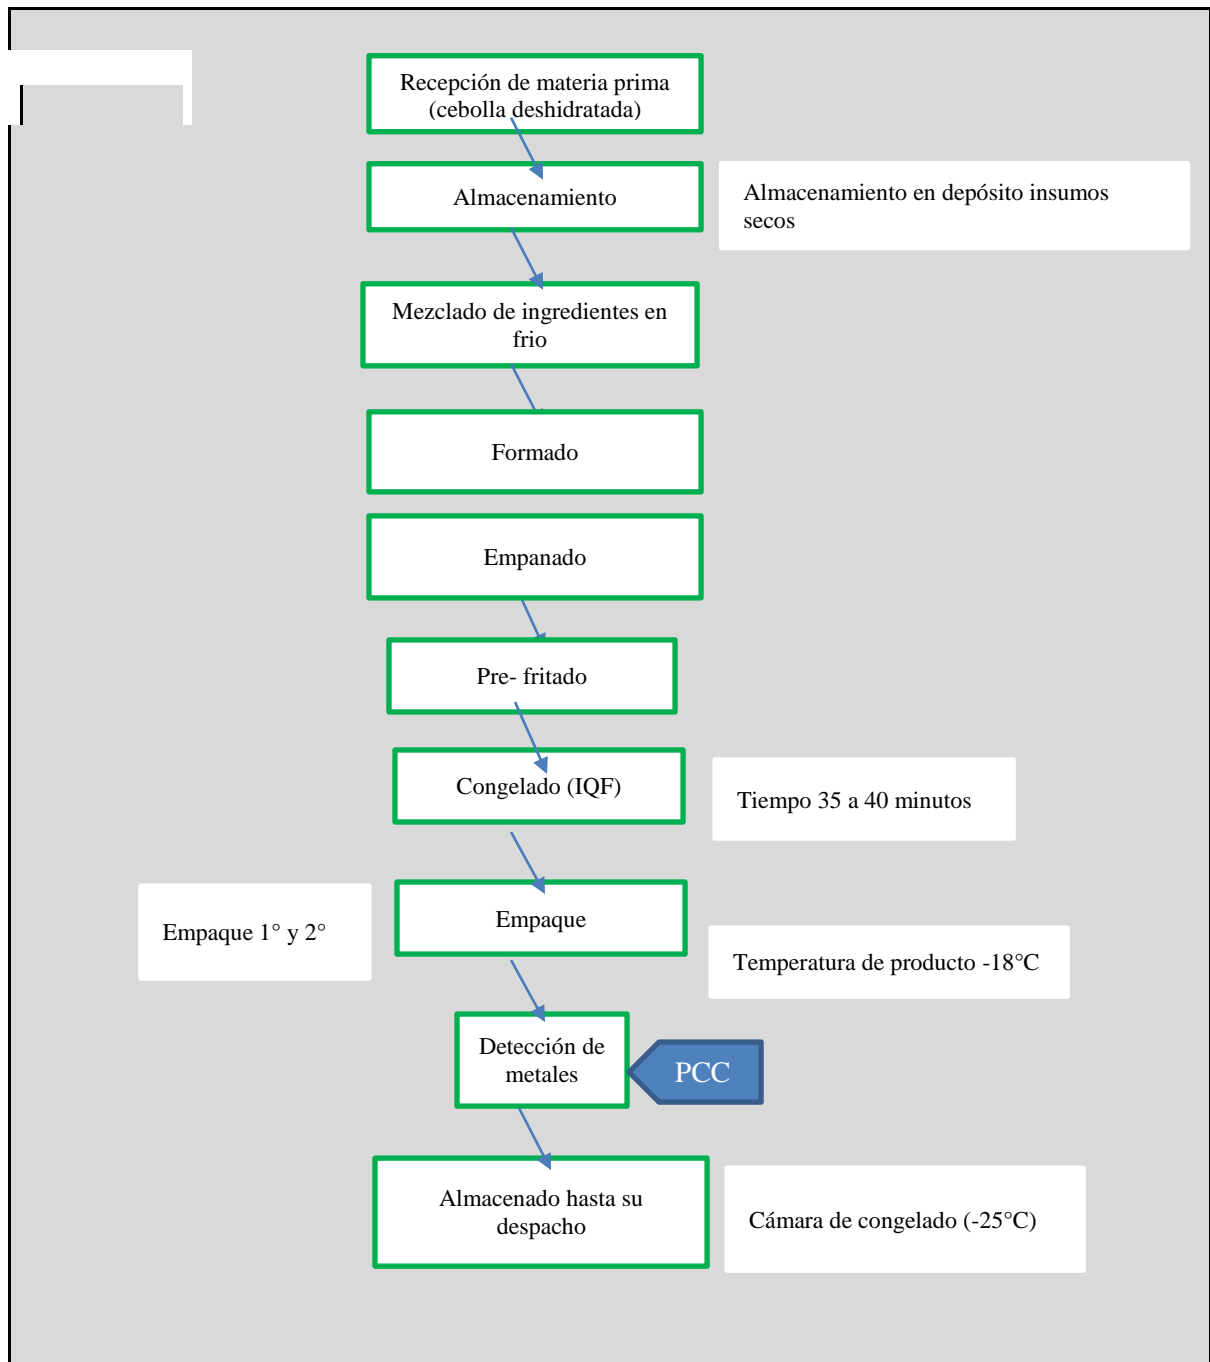 Recepción de materia prima
(cebolla deshidratada)
Almacenamiento
Almacenamiento en depósito insumos
secos
Mezclado de ingredientes en
frio
Formado
Empanado
Pre- fritado
Congelado (IQF)
Tiempo 35 a 40 minutos
Empaque 1° y 2°
Empaque
Temperatura de producto -18°C
Detección de
metales
PCC
Almacenado hasta su
despacho
Cámara de congelado (-25°C)